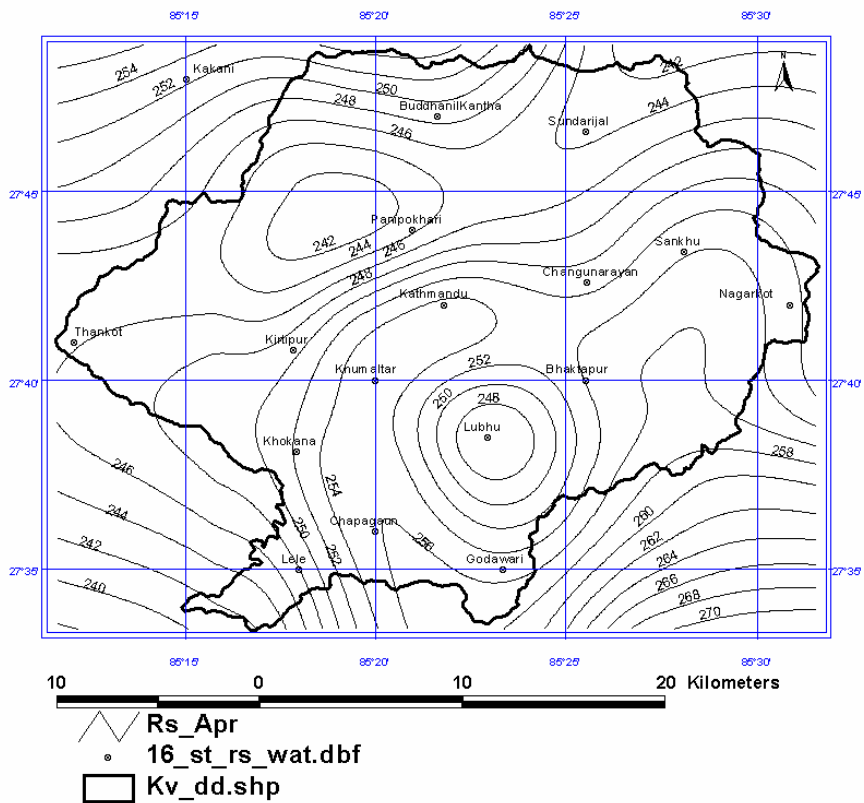 85°15' 85°20' 85°25' 85°30'
N
254
252
Kakani
250
242
248
BuddhanilKantha
244
246
Sundarijal
27°45' 27°45'
Panipokhari
242
244
246
248
Sankhu
Changunarayan
Kathmandu
Nagarkot
Thankot
Kirtipur
252
Khumaltar
Bhaktapur
27°40' 27°40'
250
248
Lubhu
Khokana
258
246
254
244
250
Chapagaun
260
242
252
256
262
Lele
Godawari
264
27°35' 27°35'
240
266
268
270
85°15' 85°20' 85°25' 85°30'
10 0 10 20 Kilometers
Rs_Apr
16_st_rs_wat.dbf
Kv_dd.shp